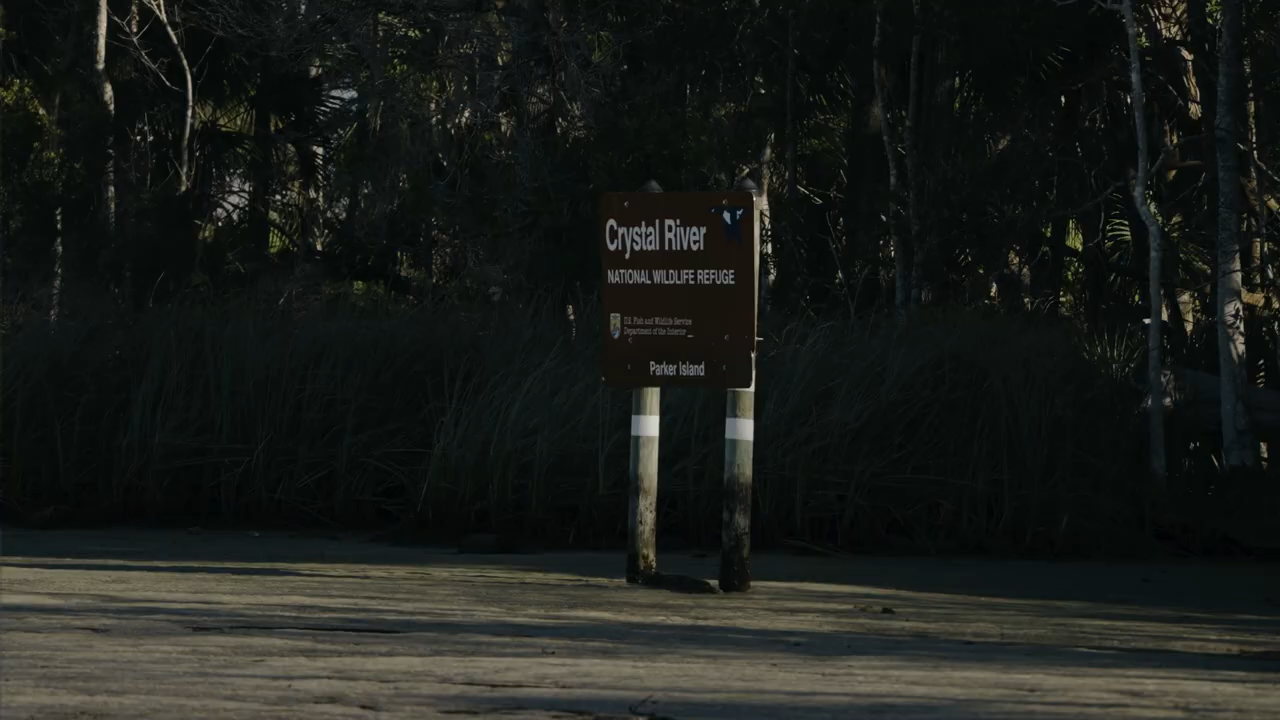 Crystal River
NATIONAL WILDLIFE REFUGE
U.S. Fish and Wildlife Service
Department of the Interior
Parker Island